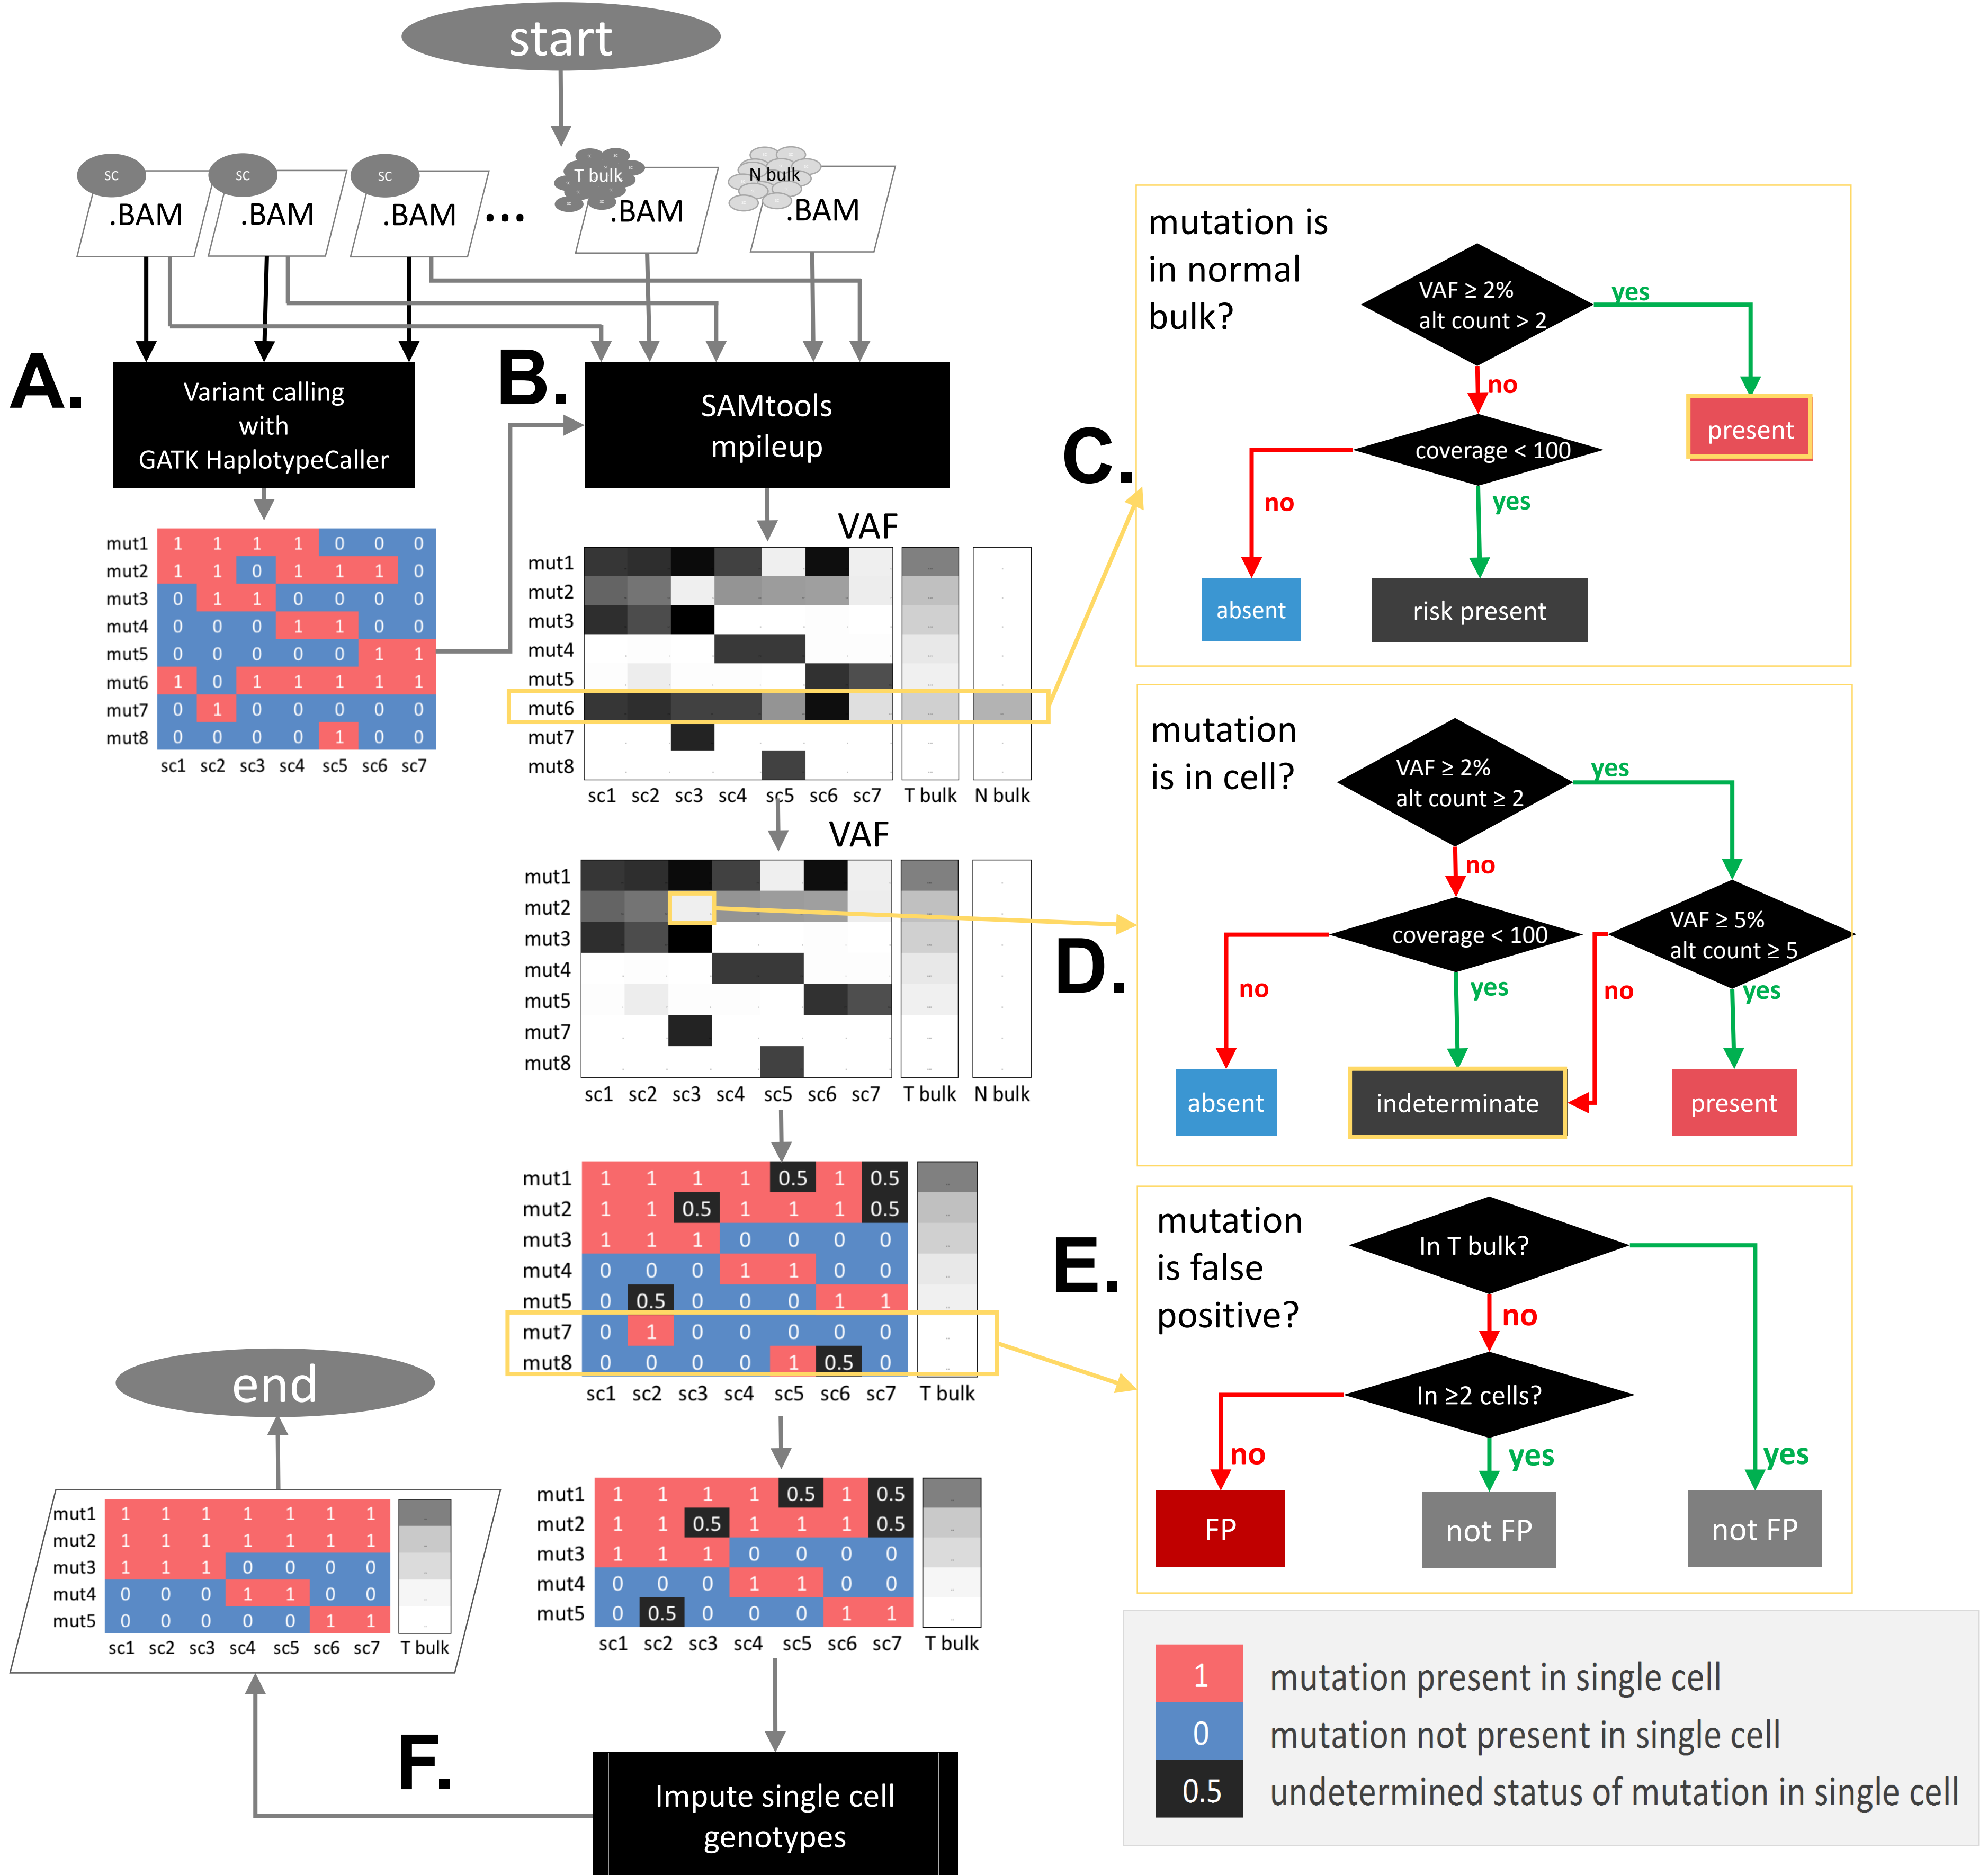 start
sc
sc
sc
T bulk
N bulk
.BAM
.BAM
.BAM
...
.BAM
.BAM
A.
Variant calling
with
GATK HaplotypeCaller
B.
SAMtools
mpileup
mut1 1 1 1 1 0 0 0
mut2 1 1 0 1 1 1 0
mut3 0 1 1 0 0 0 0
mut4 0 0 0 1 1 0 0
mut5 0 0 0 0 0 1 1
mut6 1 0 1 1 1 1 1
mut7 0 1 0 0 0 0 0
mut8 0 0 0 0 1 0 0
sc1 sc2 sc3 sc4 sc5 sc6 sc7
VAF
mut1
mut2
mut3
mut4
mut5
mut6
mut7
mut8
sc1 sc2 sc3 sc4 sc5 sc6 sc7 T bulk N bulk
VAF
mut1
mut2
mut3
mut4
mut5
mut7
mut8
sc1 sc2 sc3 sc4 sc5 sc6 sc7 T bulk N bulk
mut1 1 1 1 1 0.5 1 0.5
mut2 1 1 0.5 1 1 1 0.5
mut3 1 1 1 0 0 0 0
mut4 0 0 0 1 1 0 0
mut5 0 0.5 0 0 0 1 1
mut7 0 1 0 0 0 0 0
mut8 0 0 0 0 1 0.5 0
sc1 sc2 sc3 sc4 sc5 sc6 sc7 T bulk
mut1 1 1 1 1 0.5 1 0.5
mut2 1 1 0.5 1 1 1 0.5
mut3 1 1 1 0 0 0 0
mut4 0 0 0 1 1 0 0
mut5 0 0.5 0 0 0 1 1
sc1 sc2 sc3 sc4 sc5 sc6 sc7 T bulk
F.
Impute single cell
genotypes
mut1 1 1 1 1 1 1 1
mut2 1 1 1 1 1 1 1
mut3 1 1 1 0 0 0 0
mut4 0 0 0 1 1 0 0
mut5 0 0 0 0 0 1 1
sc1 sc2 sc3 sc4 sc5 sc6 sc7 T bulk
end
C.
mutation is
in normal
bulk?
VAF ≥ 2%
alt count > 2
yes
no
present
coverage < 100
no
yes
absent
risk present
D.
mutation
is in cell?
VAF ≥ 2%
alt count ≥ 2
yes
no
coverage < 100
VAF ≥ 5%
alt count ≥ 5
no
yes
no
yes
absent
indeterminate
present
E.
mutation
is false
positive?
In T bulk?
no
In ≥2 cells?
no
yes
yes
FP
not FP
not FP
1 mutation present in single cell
0 mutation not present in single cell
0.5 undetermined status of mutation in single cell